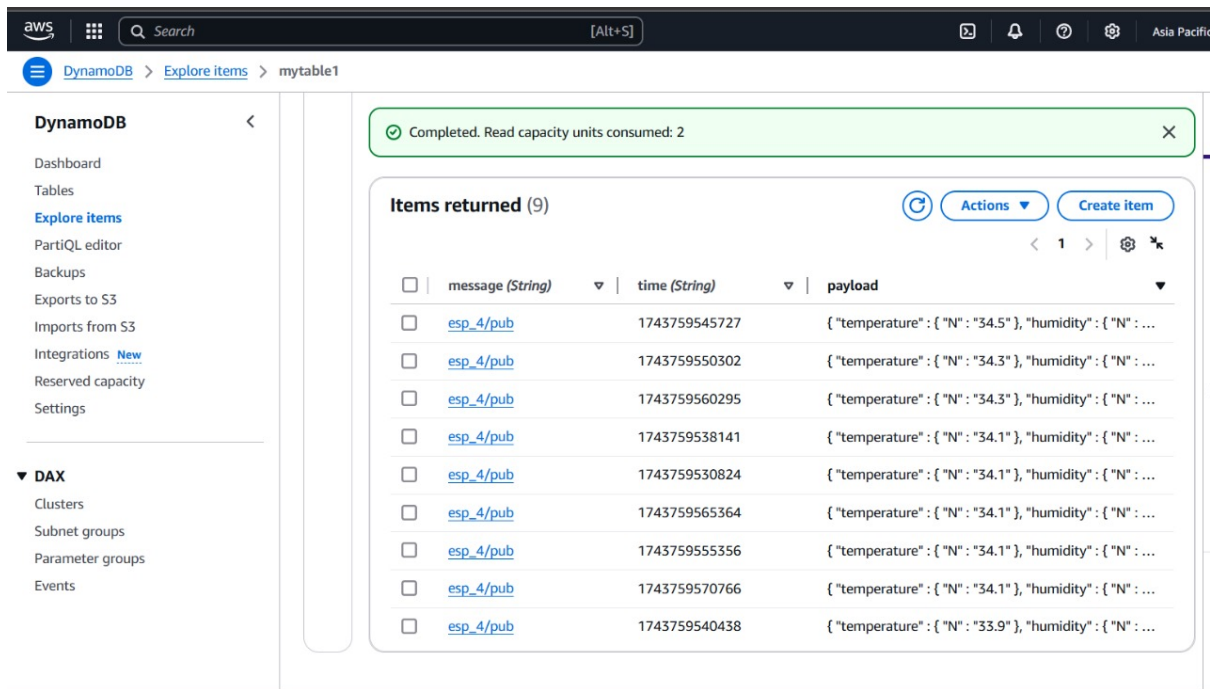 aws Search [Alt+S] Asia Pacific
DynamoDB > Explore items > mytable1
DynamoDB
Dashboard
Tables
Explore items
PartiQL editor
Backups
Exports to S3
Imports from S3
Integrations New
Reserved capacity
Settings
DAX
Clusters
Subnet groups
Parameter groups
Events
Completed. Read capacity units consumed: 2
Items returned (9) Actions Create item
1
message (String) time (String) payload
esp_4/pub 1743759545727 { "temperature" : { "N" : "34.5" }, "humidity" : { "N" : ...
esp_4/pub 1743759550302 { "temperature" : { "N" : "34.3" }, "humidity" : { "N" : ...
esp_4/pub 1743759560295 { "temperature" : { "N" : "34.3" }, "humidity" : { "N" : ...
esp_4/pub 1743759538141 { "temperature" : { "N" : "34.1" }, "humidity" : { "N" : ...
esp_4/pub 1743759530824 { "temperature" : { "N" : "34.1" }, "humidity" : { "N" : ...
esp_4/pub 1743759565364 { "temperature" : { "N" : "34.1" }, "humidity" : { "N" : ...
esp_4/pub 1743759555356 { "temperature" : { "N" : "34.1" }, "humidity" : { "N" : ...
esp_4/pub 1743759570766 { "temperature" : { "N" : "34.1" }, "humidity" : { "N" : ...
esp_4/pub 1743759540438 { "temperature" : { "N" : "33.9" }, "humidity" : { "N" : ...